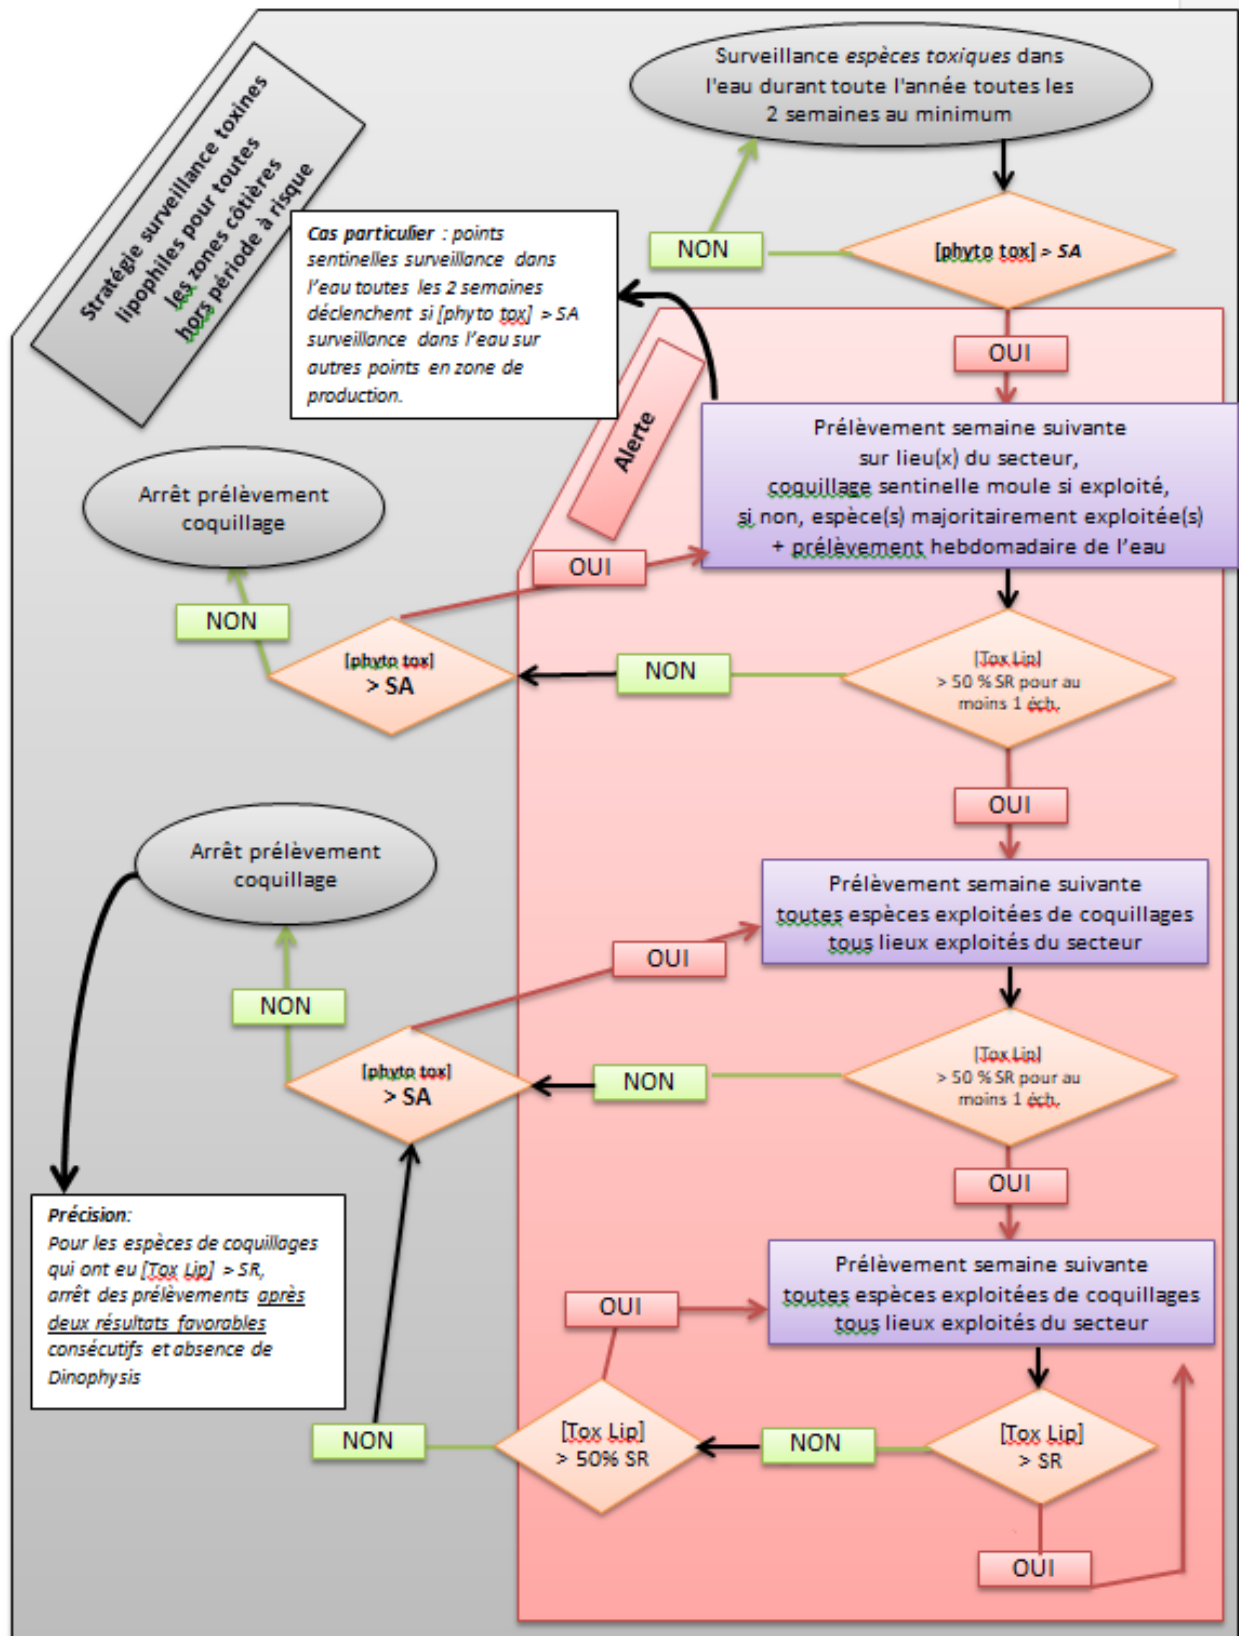 Stratégie surveillance toxines
lipophiles pour toutes
les zones côtières
hors période à risque
Surveillance espèces toxiques dans
l'eau durant toute l'année toutes les
2 semaines au minimum
NON
[phyto tox] > SA
OUI
Cas particulier : points
sentinelles surveillance dans
l'eau toutes les 2 semaines
déclenchent si [phyto tox] > SA
surveillance dans l'eau sur
autres points en zone de
production.
Alerte
Prélèvement semaine suivante
sur lieu(x) du secteur,
coquillage sentinelle moule si exploité,
si non, espèce(s) majoritairement exploitée(s)
+ prélèvement hebdomadaire de l'eau
Arrêt prélèvement
coquillage
OUI
NON
[phyto tox]
> SA
NON
[Tox Lip]
> 50 % SR pour au
moins 1 éch.
OUI
Arrêt prélèvement
coquillage
Prélèvement semaine suivante
toutes espèces exploitées de coquillages
tous lieux exploités du secteur
OUI
NON
[phyto tox]
> SA
NON
[Tox Lip]
> 50 % SR pour au
moins 1 éch.
OUI
Précision:
Pour les espèces de coquillages
qui ont eu [Tox Lip] > SR,
arrêt des prélèvements après
deux résultats favorables
consécutifs et absence de
Dinophysis
Prélèvement semaine suivante
toutes espèces exploitées de coquillages
tous lieux exploités du secteur
OUI
NON
[Tox Lip]
> 50% SR
NON
[Tox Lip]
> SR
OUI